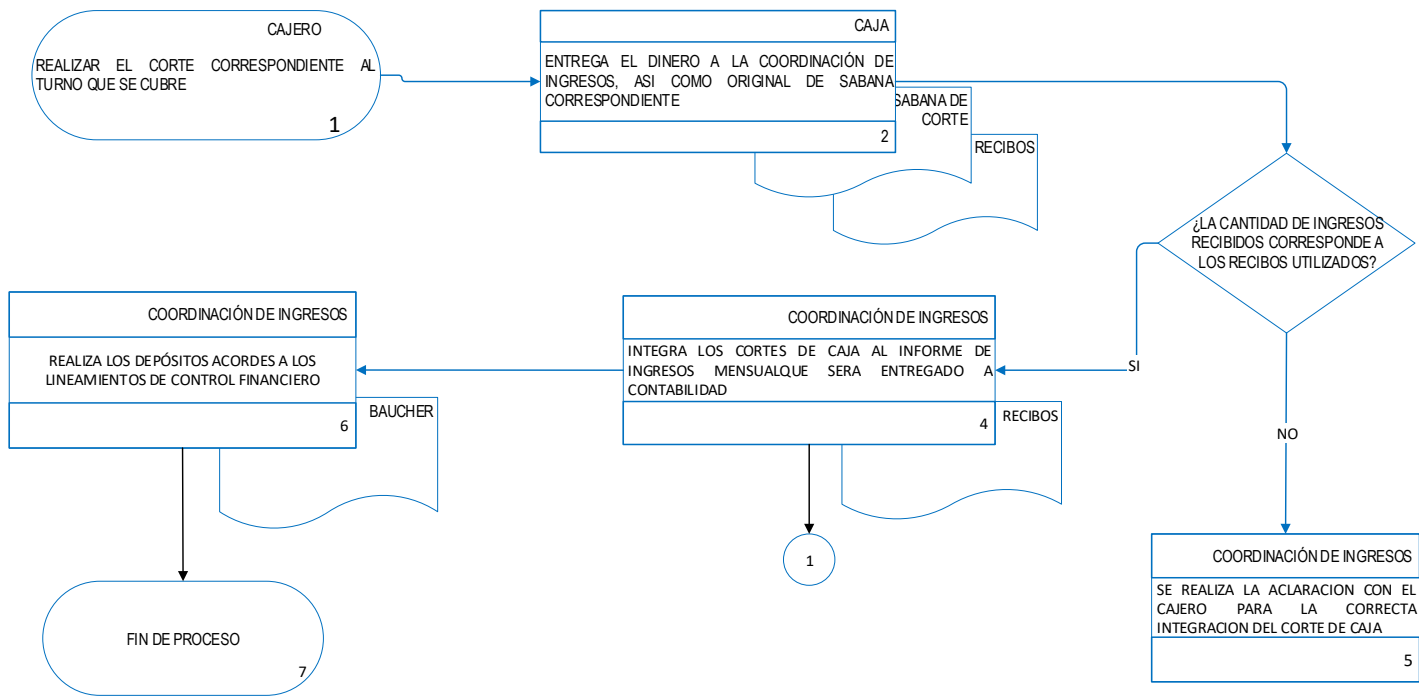 CAJERO
REALIZAR EL CORTE CORRESPONDIENTE AL
TURNO QUE SE CUBRE
1
CAJA
ENTREGA EL DINERO A LA COORDINACIÓN DE
INGRESOS, ASI COMO ORIGINAL DE SABANA
CORRESPONDIENTE
2
SABANA DE
CORTE
RECIBOS
¿LA CANTIDAD DE INGRESOS
RECIBIDOS CORRESPONDE A
LOS RECIBOS UTILIZADOS?
SI
NO
COORDINACIÓN DE INGRESOS
INTEGRA LOS CORTES DE CAJA AL INFORME DE
INGRESOS MENSUALQUE SERA ENTREGADO A
CONTABILIDAD
4
RECIBOS
1
COORDINACIÓN DE INGRESOS
REALIZA LOS DEPÓSITOS ACORDES A LOS
LINEAMIENTOS DE CONTROL FINANCIERO
6
BAUCHER
COORDINACIÓN DE INGRESOS
SE REALIZA LA ACLARACION CON EL
CAJERO PARA LA CORRECTA
INTEGRACION DEL CORTE DE CAJA
5
FIN DE PROCESO
7